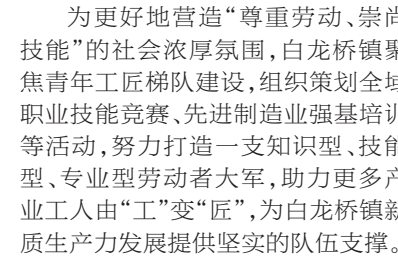 为更好地营造“尊重劳动、崇尚
技能”的社会浓厚氛围,白龙桥镇聚
焦青年工匠梯队建设,组织策划全域
职业技能竞赛、先进制造业强基培训
等活动,努力打造一支知识型、技能
型、专业型劳动者大军,助力更多产
业工人由“工”变“匠”,为白龙桥镇新
质生产力发展提供坚实的队伍支撑。